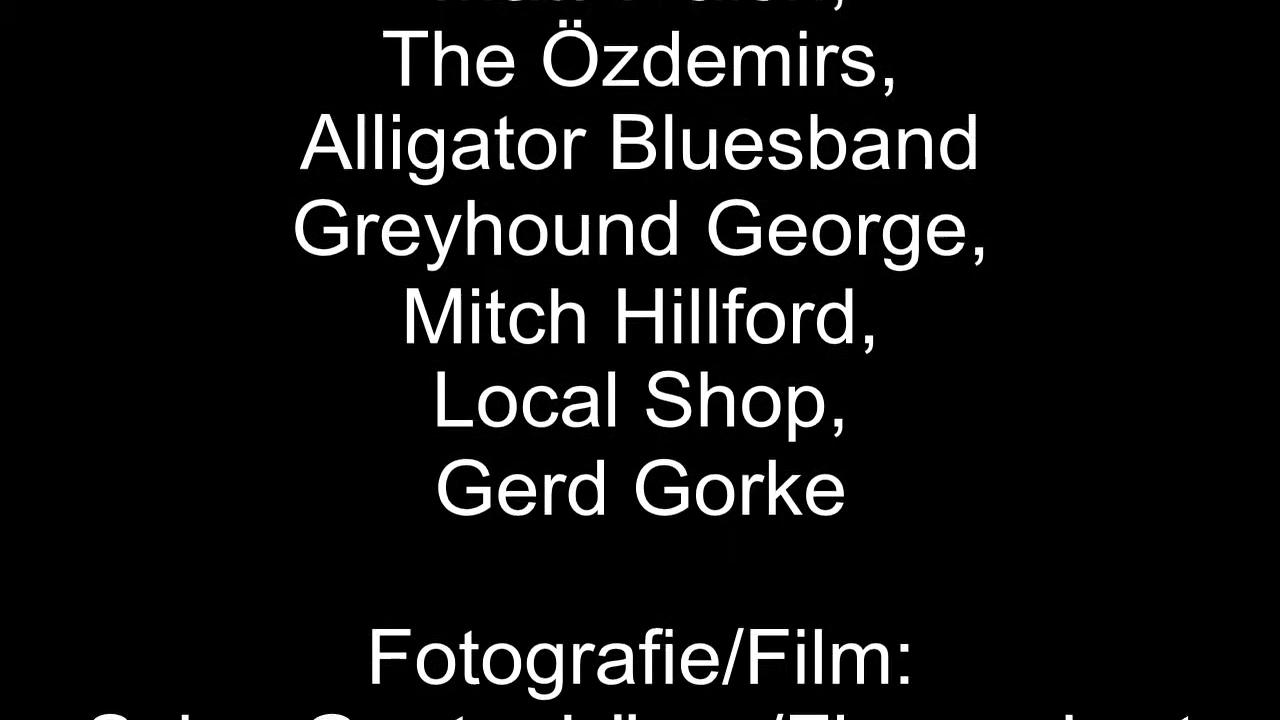 The Özdemirs,
Alligator Bluesband
Greyhound George,
Mitch Hillford,
Local Shop,
Gerd Gorke
Fotografie/Film: